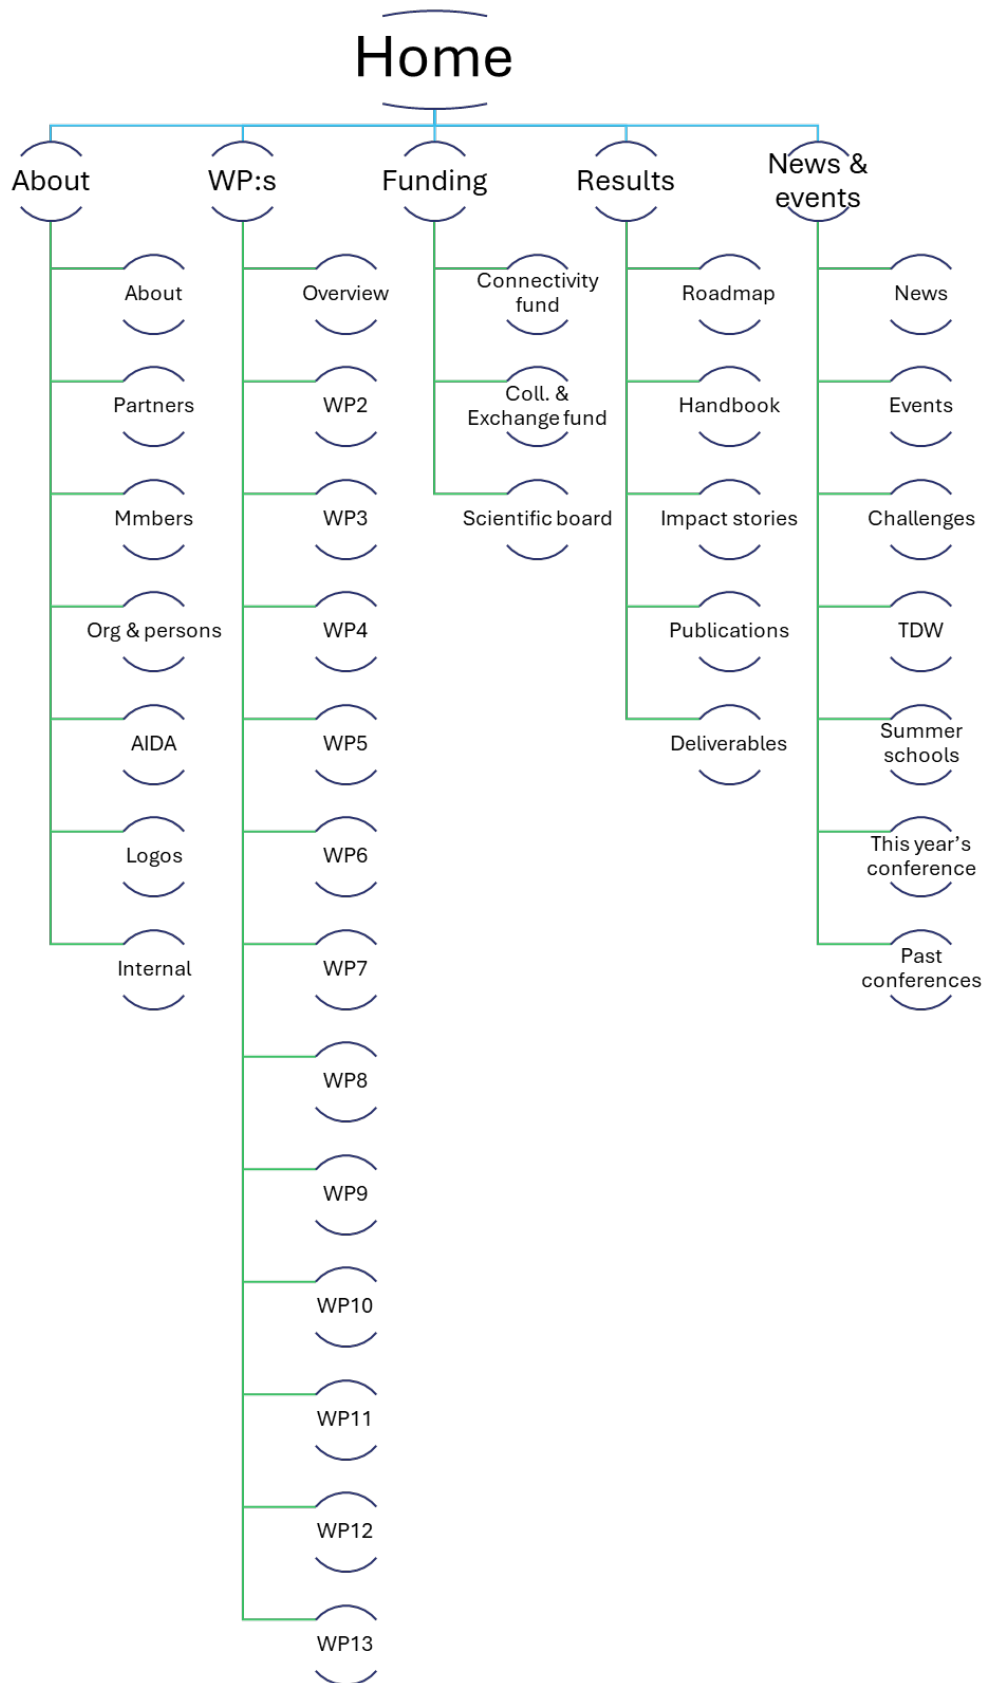 Home
About
WP:s
Funding
Results
News &
events
About
Partners
Mmbers
Org & persons
AIDA
Logos
Internal
Overview
WP2
WP3
WP4
WP5
WP6
WP7
WP8
WP9
WP10
WP11
WP12
WP13
Connectivity
fund
Coll. &
Exchange fund
Scientific board
Roadmap
Handbook
Impact stories
Publications
Deliverables
News
Events
Challenges
TDW
Summer
schools
This year’s
conference
Past
conferences